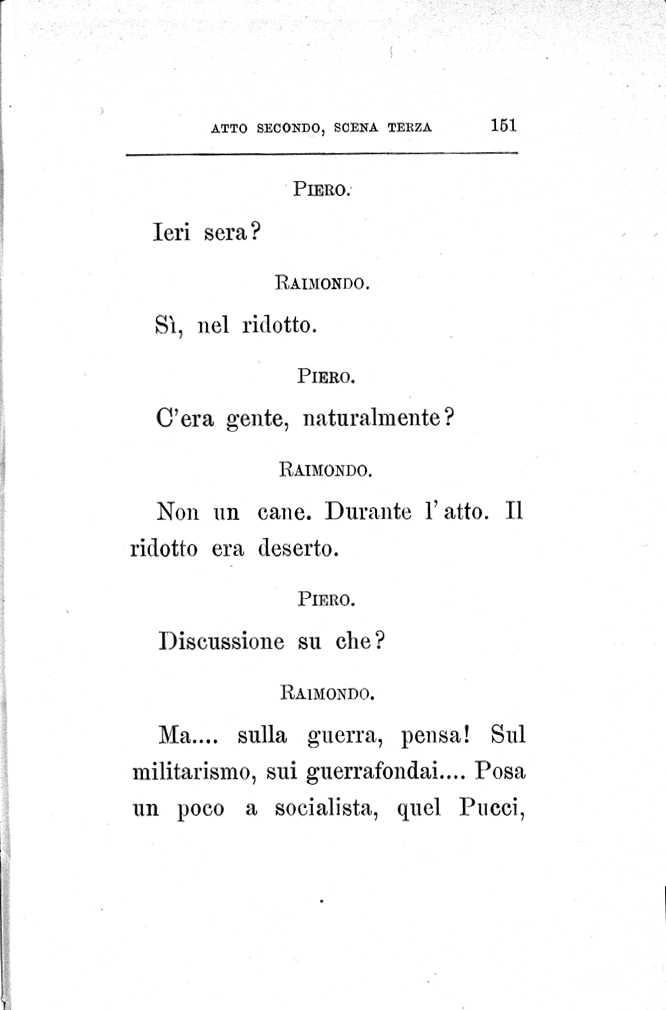 ATTO SECONDO, SCENA TERZA 151
PIERO.
Ieri sera?
RAIMONDO.
Sì, nel ridotto.
PIERO.
C'era gente, naturalmente?
RAIMONDO.
Non un cane. Durante l'atto. Il
ridotto era deserto.
PIERO.
Discussione su che?
RAIMONDO.
Ma.... sulla guerra, pensa! Sul
militarismo, sui guerrafondai.... Posa
un poco a socialista, quel Pucci,